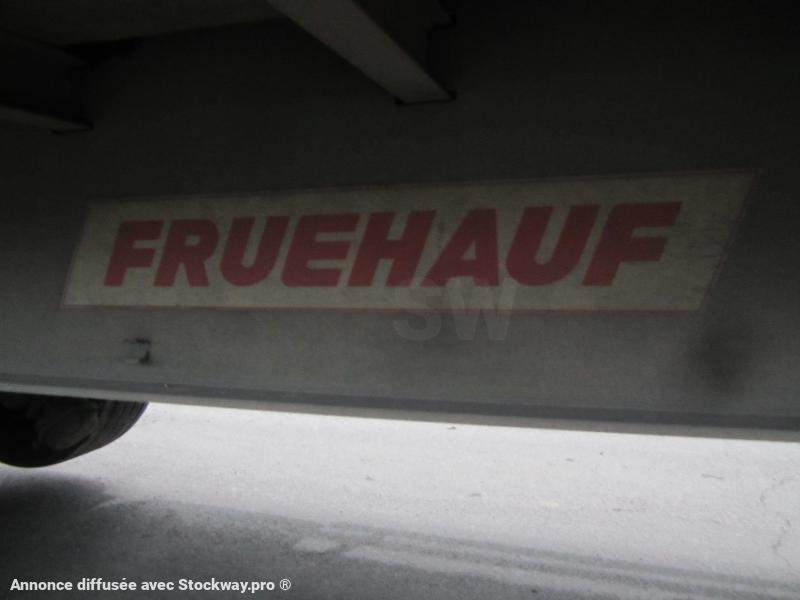 FRUEHAUF
SW
Annonce diffusée avec Stockway.pro ®